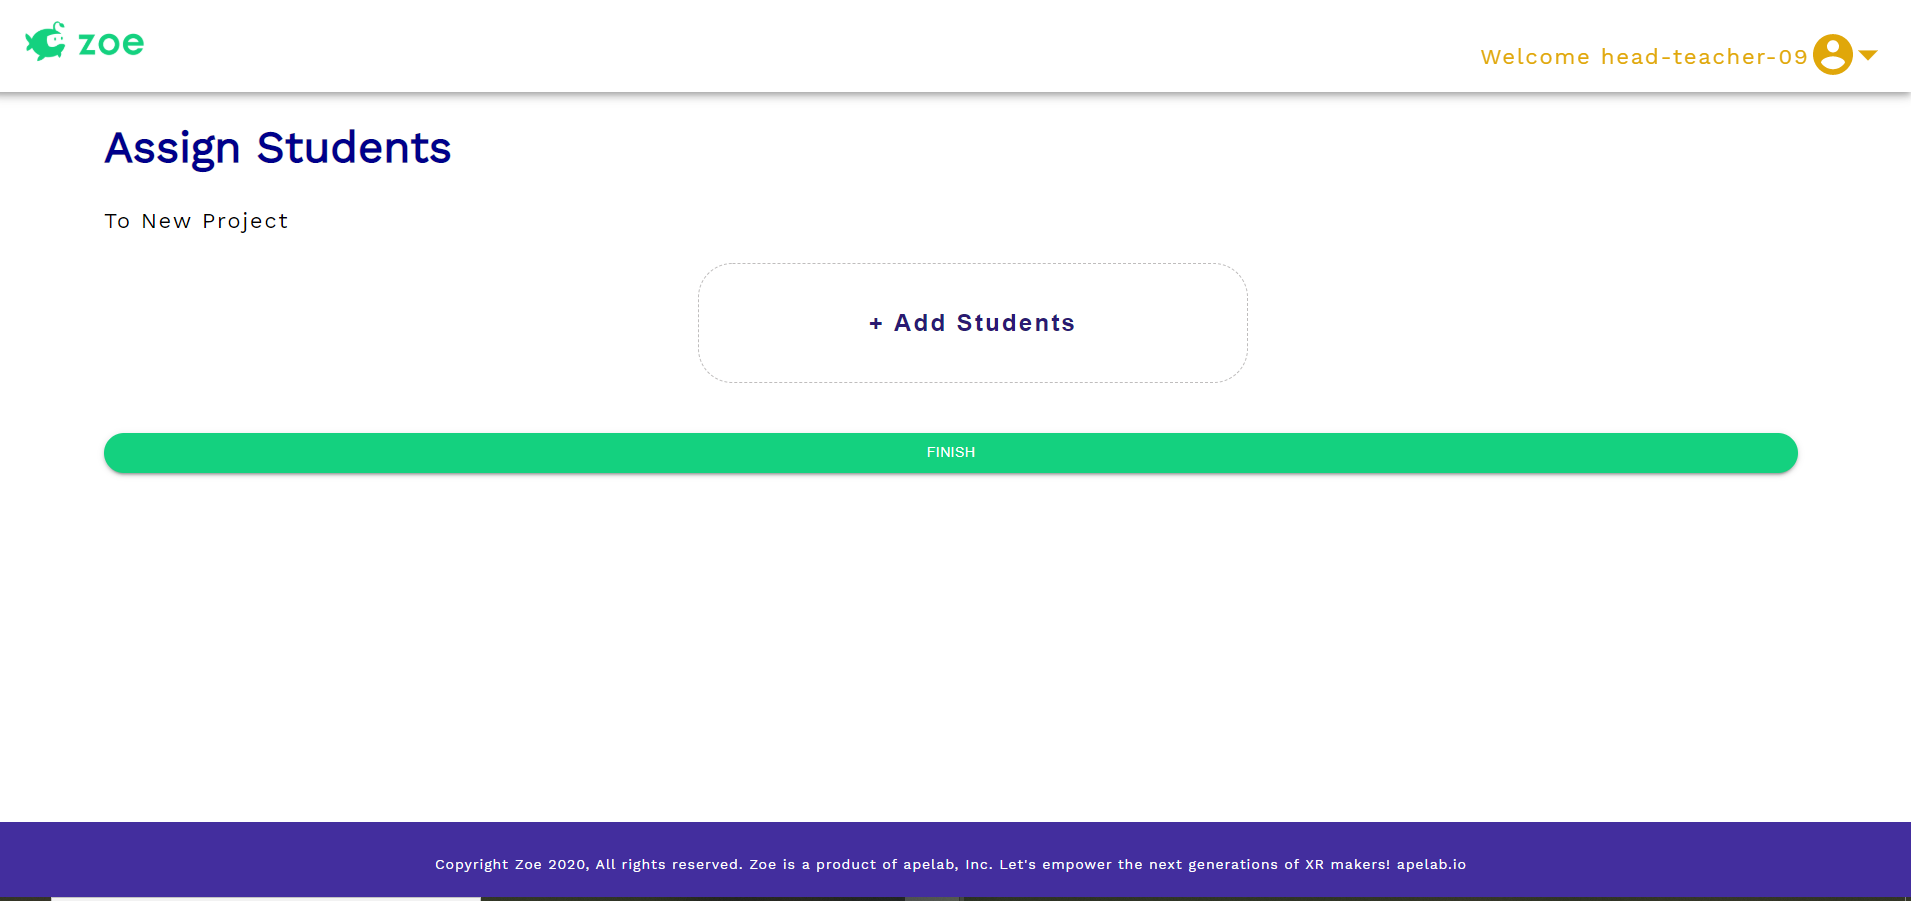 zoe
Welcome head-teacher-09
Assign Students
To New Project
+ Add Students
FINISH
Copyright Zoe 2020, All rights reserved. Zoe is a product of apelab, Inc. Let's empower the next generations of XR makers! apelab.io